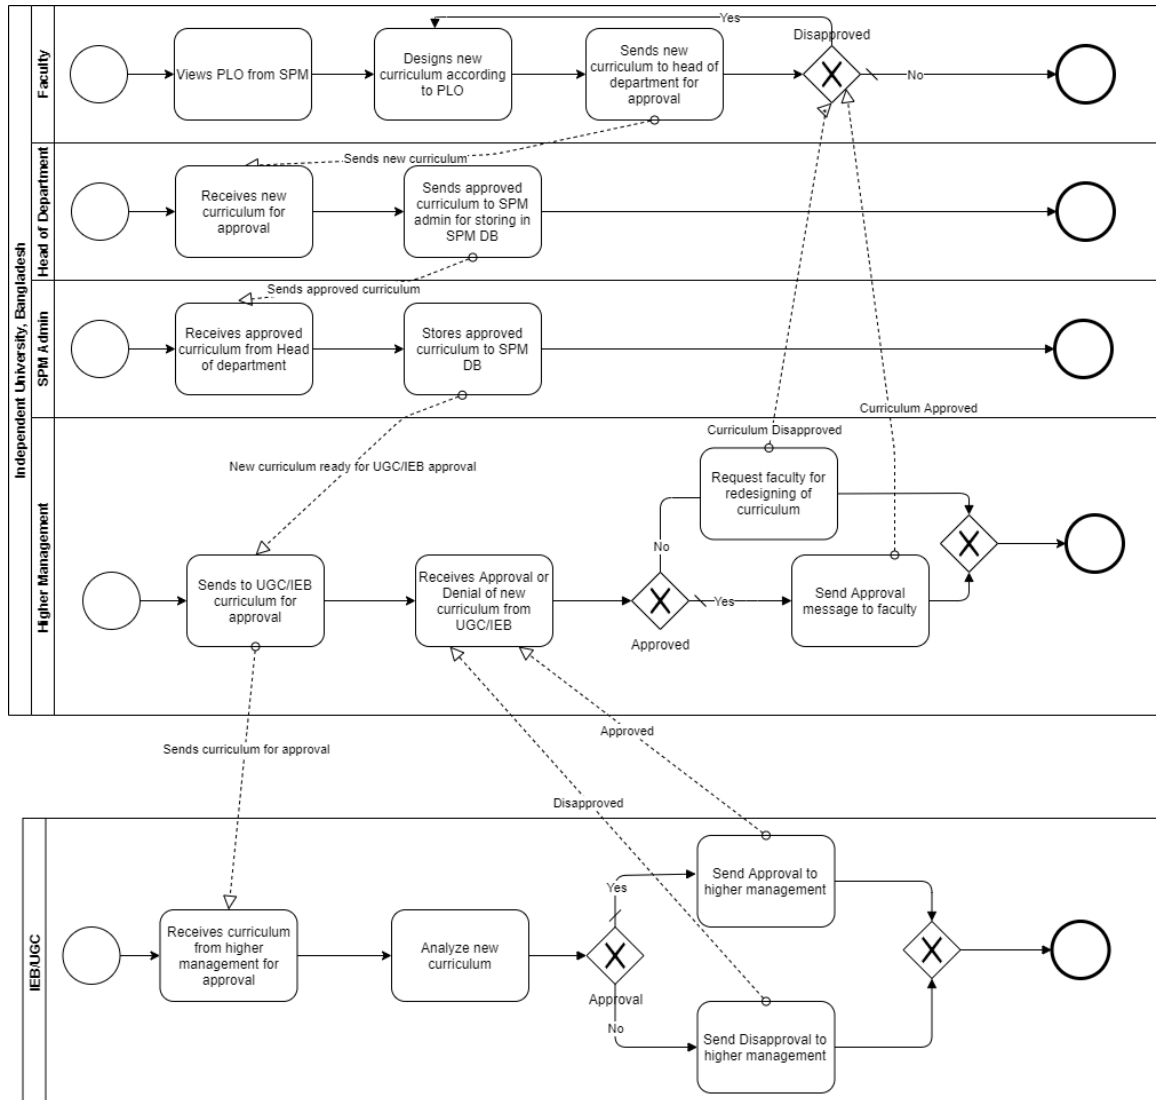 Independent University, Bangladesh
Faculty
Views PLO from SPM
Designs new
curriculum according
to PLO
Sends new
curriculum to head of
department for
approval
Yes
Disapproved
No
Head of Department
Sends new curriculum
Receives new
curriculum for
approval
Sends approved
curriculum to SPM
admin for storing in
SPM DB
SPM Admin
Sends approved curriculum
Receives approved
curriculum from Head
of department
Stores approved
curriculum to SPM
DB
Higher Management
New curriculum ready for UGC/IEB approval
Curriculum Approved
Curriculum Disapproved
Request faculty for
redesigning of
curriculum
Sends to UGC/IEB
curriculum for
approval
Receives Approval or
Denial of new
curriculum from
UGC/IEB
No
Yes
Approved
Send Approval
message to faculty
Sends curriculum for approval
Approved
Disapproved
IEB/UGC
Receives curriculum
from higher
management for
approval
Analyze new
curriculum
Yes
Approval
No
Send Approval to
higher management
Send Disapproval to
higher management